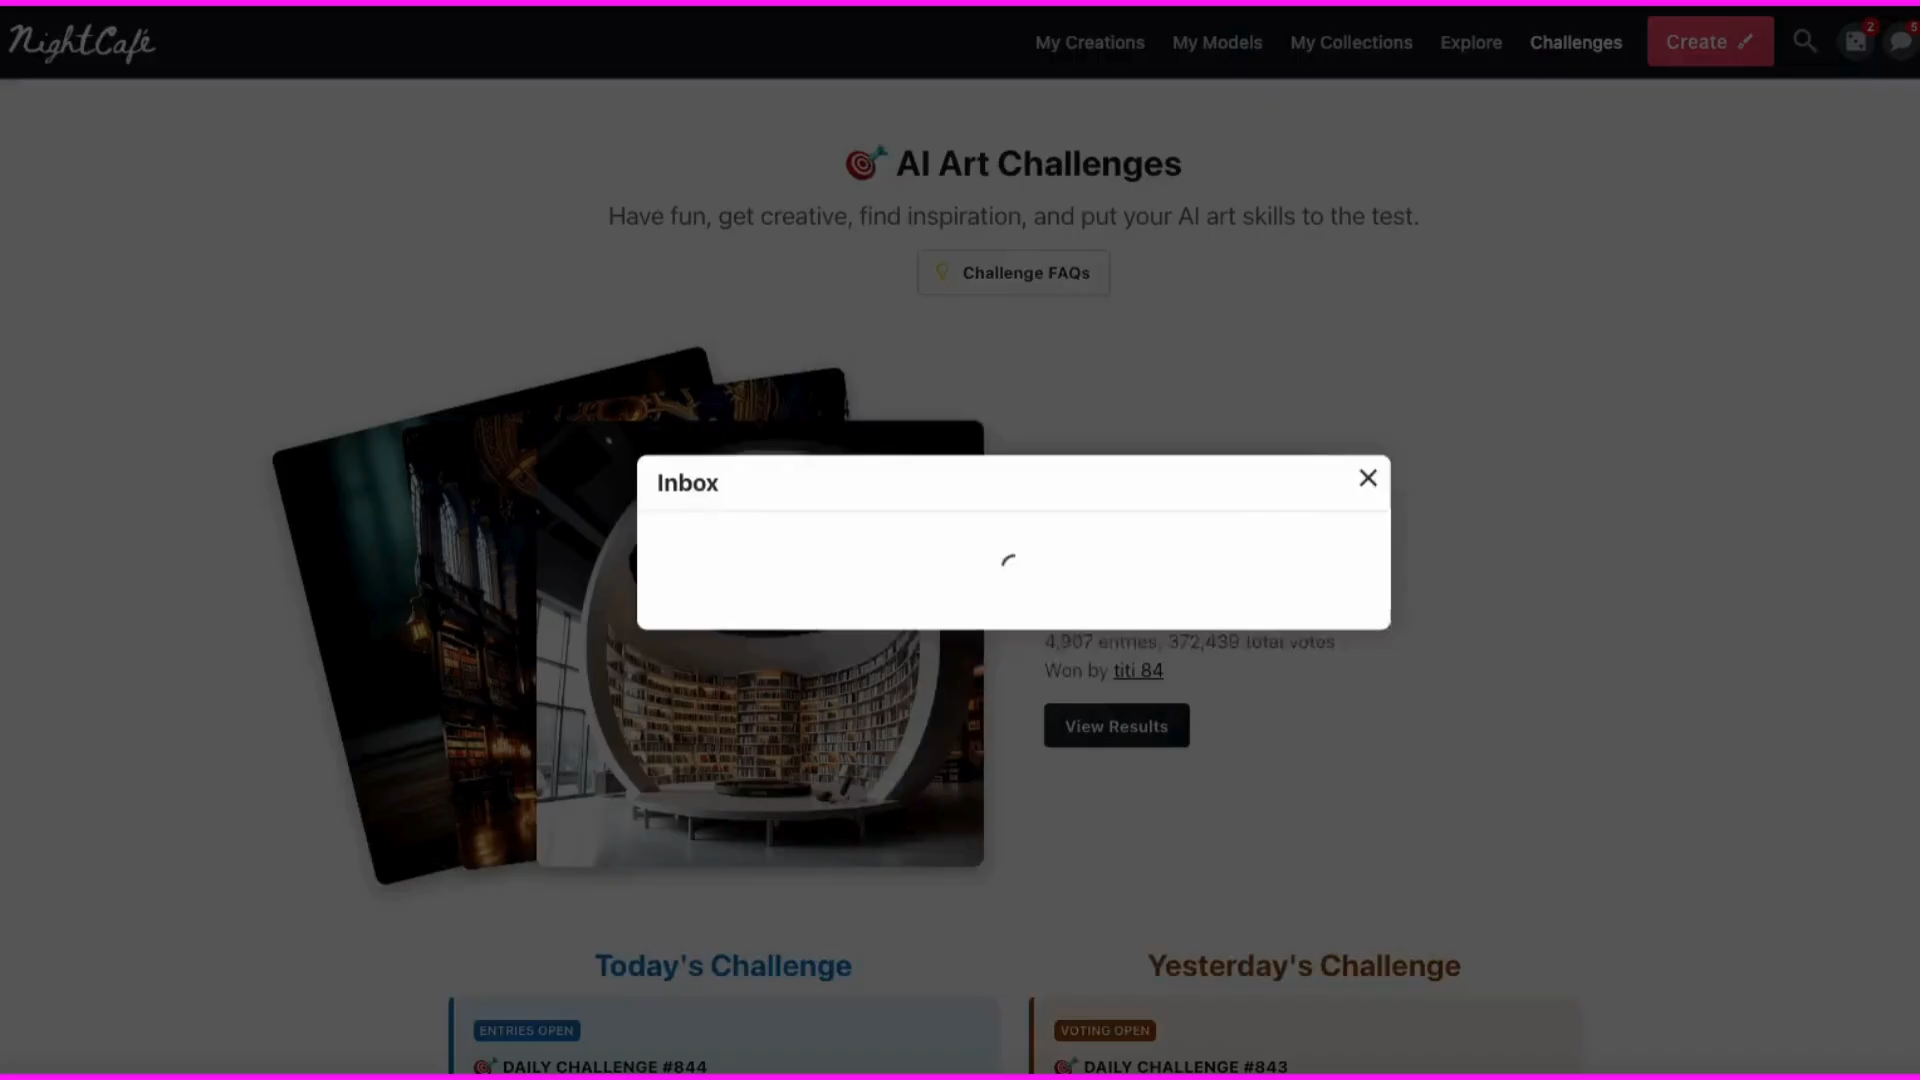 NightCafé
My Creations
My Models
My Collections
Explore
Challenges
Create
2
5
AI Art Challenges
Have fun, get creative, find inspiration, and put your AI art skills to the test.
Challenge FAQs
Inbox
4,907 entries, 372,439 total votes
Won by titi 84
View Results
Today's Challenge
Yesterday's Challenge
ENTRIES OPEN
VOTING OPEN
DAILY CHALLENGE #844
DAILY CHALLENGE #843